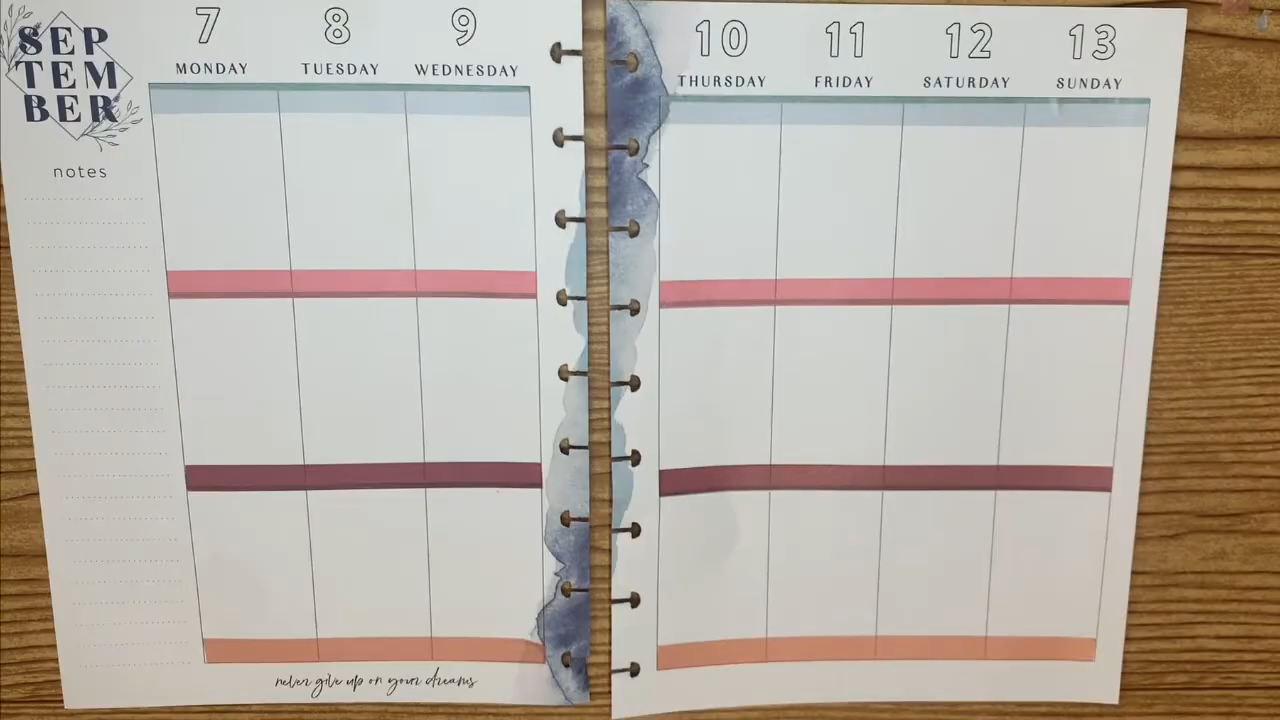 SEP
TEM
BER
7 8 9 10 11 12 13
MONDAY TUESDAY WEDNESDAY THURSDAY FRIDAY SATURDAY SUNDAY
notes
never give up on your dreams